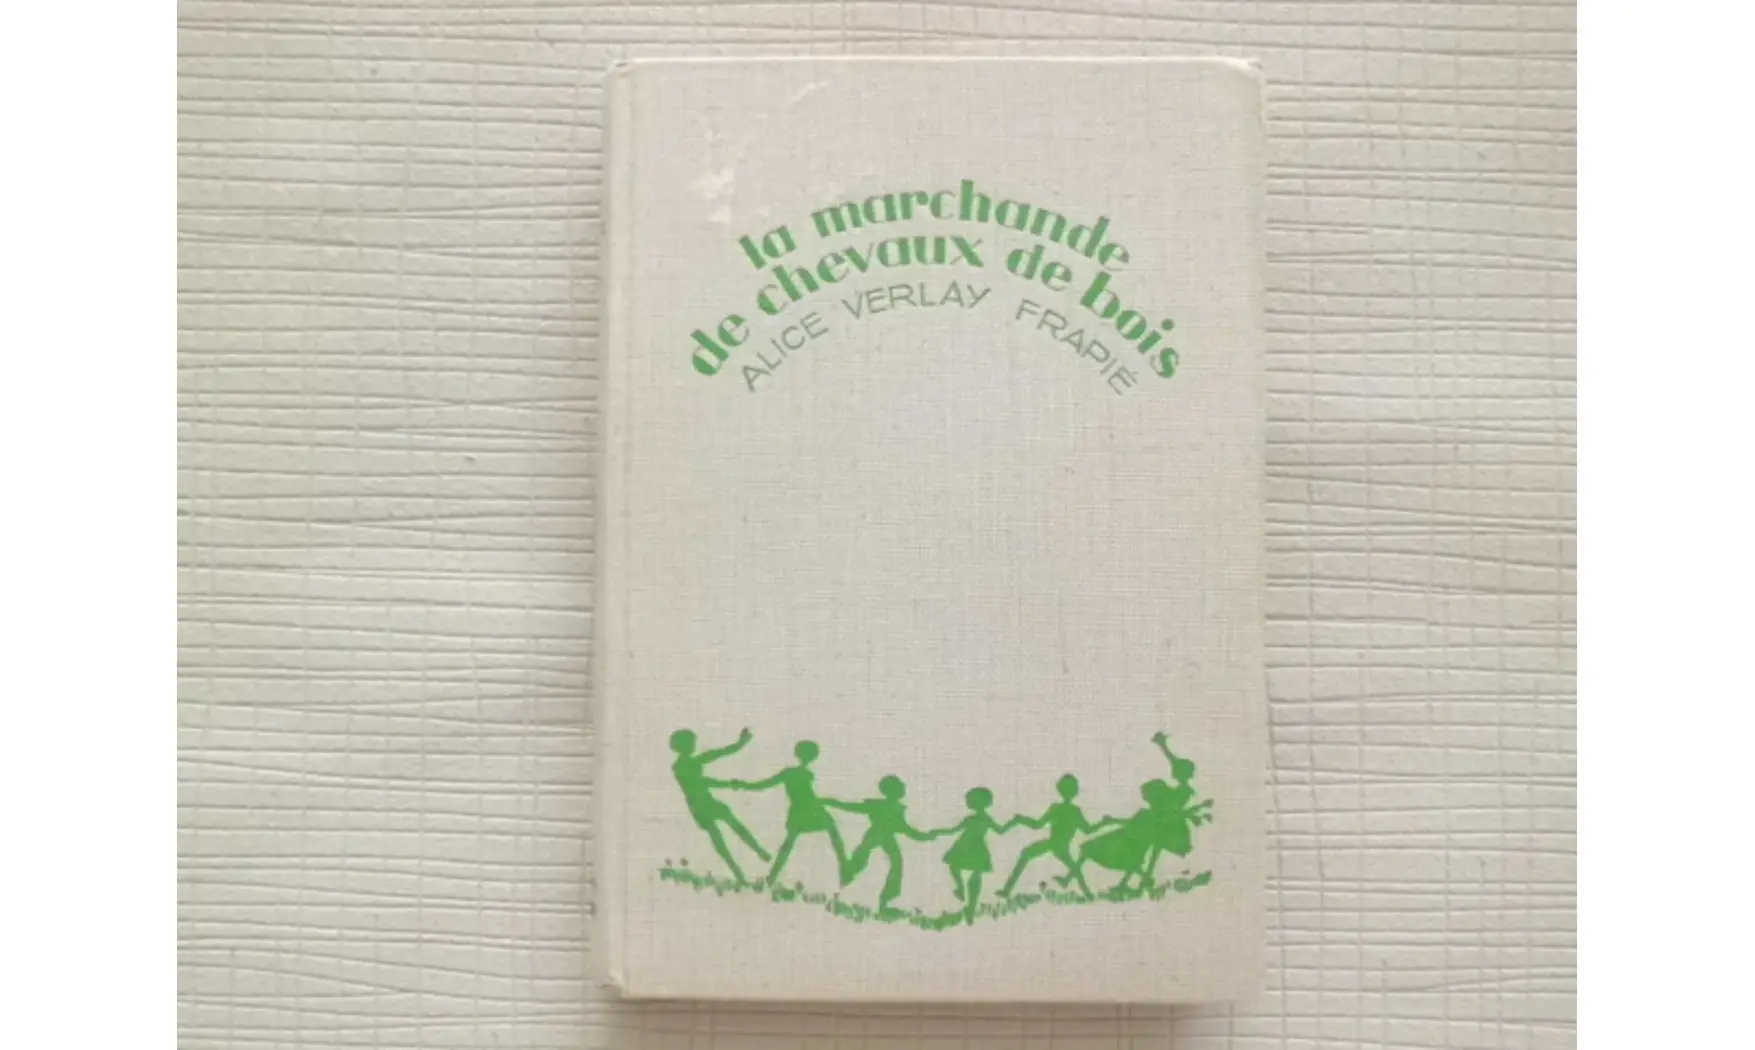 la marchande
de chevaux de bois
ALICE VERLAY FRAPIÉ